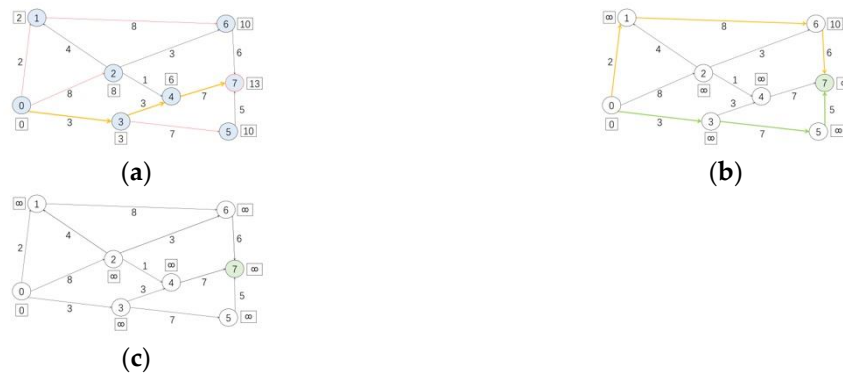 2 1 8 6 10
4 3 6
2 2 1 6 7 13
8 8 4 7
0 3 3 5
0 3 3 7 5 10
(a)
∞ 1 8 6 10
4 3 6
2 2 1 ∞ 7
8 ∞ 4 7
0 3 3 5
0 3 ∞ 7 5 ∞
(b)
∞ 1 8 6 ∞
4 3 6
2 2 1 ∞ 7 ∞
8 ∞ 4 7
0 3 3 5
0 3 ∞ 7 5 ∞
(c)